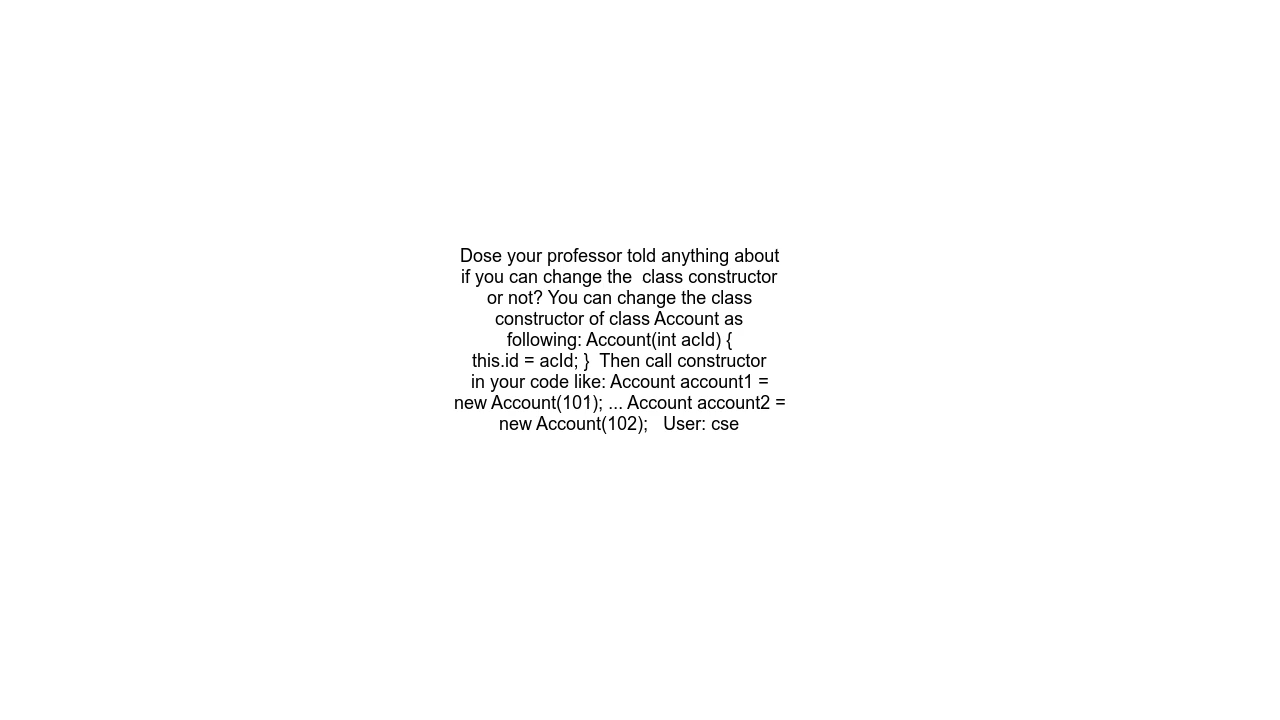 Dose your professor told anything about
if you can change the  class constructor
or not? You can change the class
constructor of class Account as
following: Account(int acId) {
this.id = acId; }  Then call constructor
in your code like: Account account1 =
new Account(101); ... Account account2 =
new Account(102);   User: cse